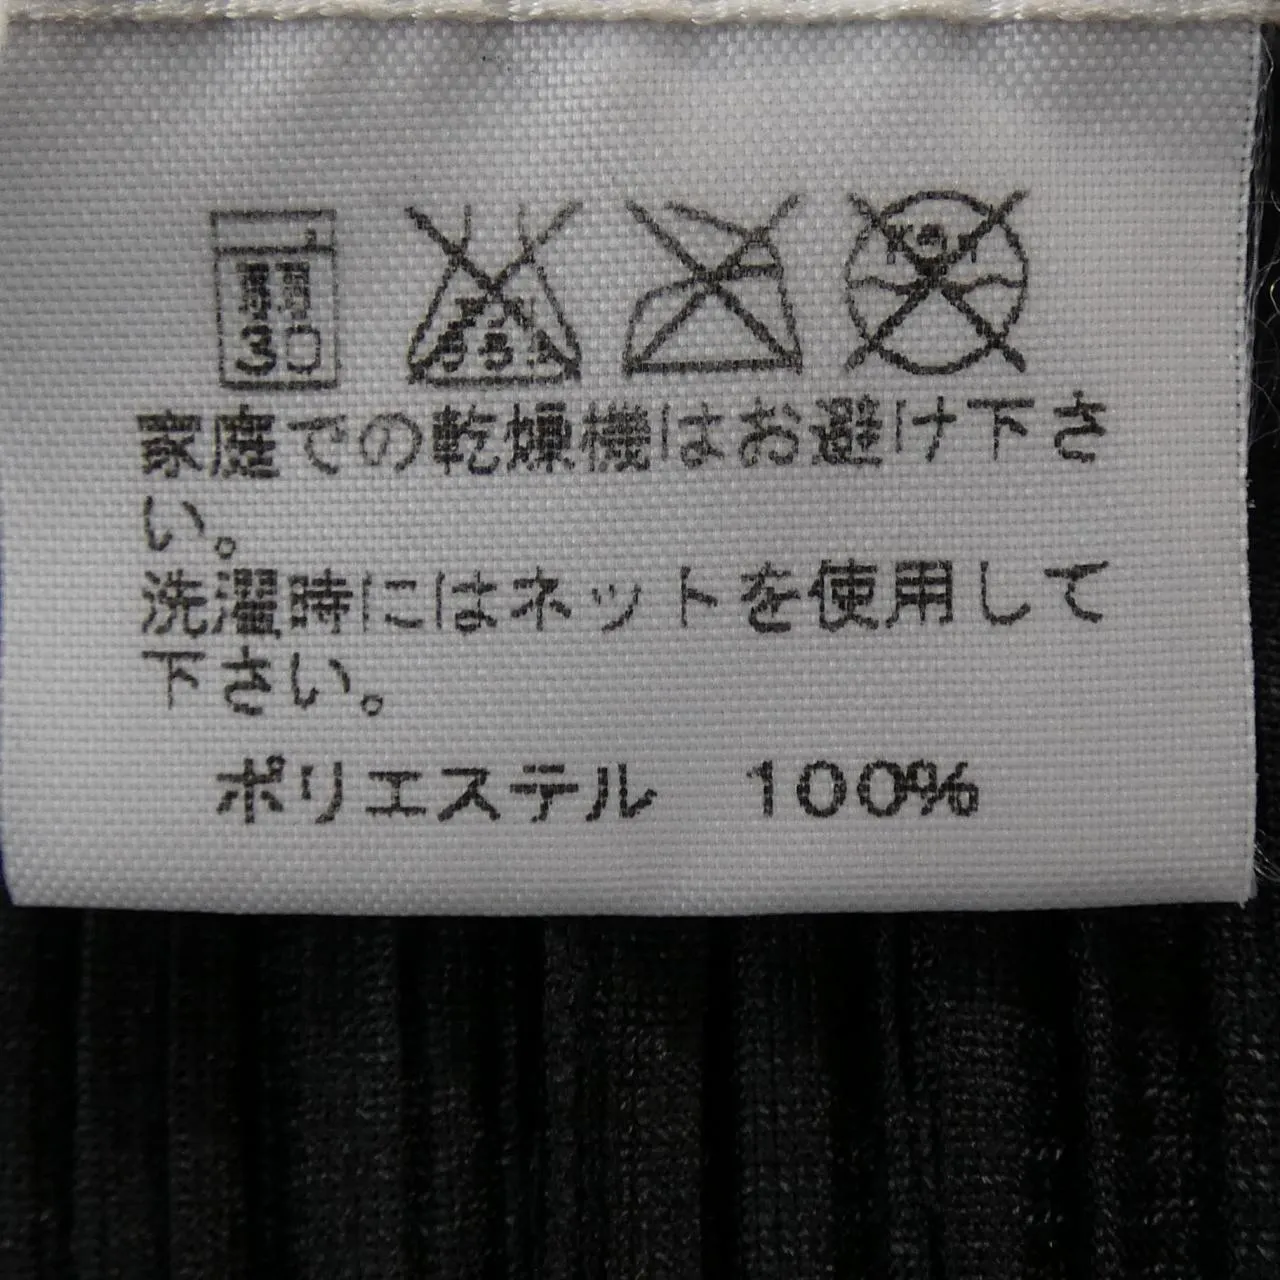 30
家庭での乾燥機はお避け下さ
い。
洗濯時にはネットを使用して
下さい。
ポリエステル 100%